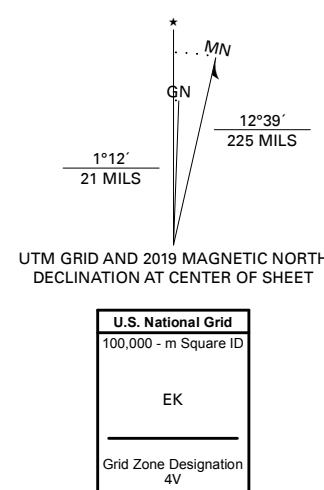 ★
MN
GN
1°12´
21 MILS
12°39´
225 MILS
UTM GRID AND 2019 MAGNETIC NORTH
DECLINATION AT CENTER OF SHEET
U.S. National Grid
100,000 - m Square ID
EK
Grid Zone Designation
4V